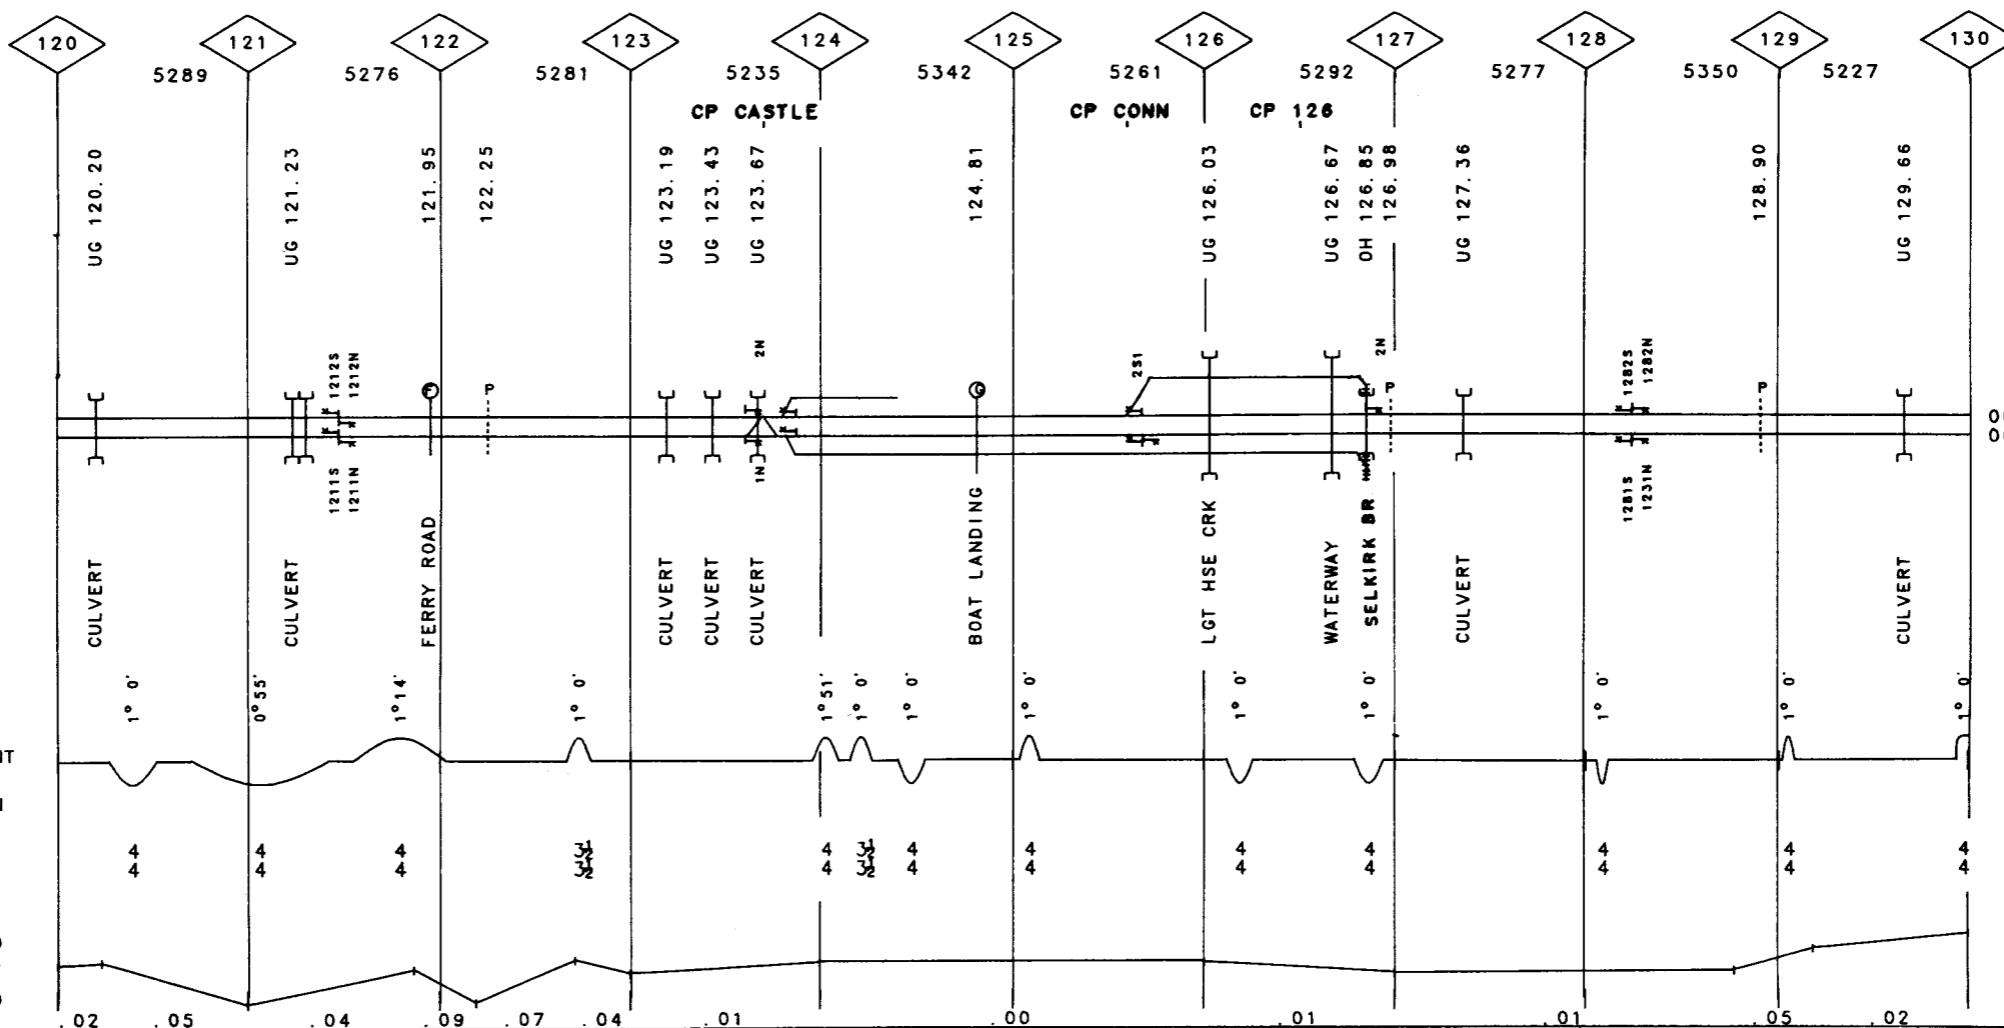 120 121 122 123 124 125 126 127 128 129 130
5289 5276 5281 5235 5342 5261 5292 5277 5350 5227
CP CASTLE CP CONN CP 126
UG 120.20
UG 121.23
121.95
122.25
UG 123.19
UG 123.43
UG 123.67
124.81
UG 126.03
UG 126.67
OH 126.85
126.98
UG 127.36
128.90
UG 129.66
1212S
1212N
2N
2S1
2N
1282S
1282N
F P G P P
1211S
1211N
1N
1281S
1231N
CULVERT
CULVERT
FERRY ROAD
CULVERT
CULVERT
CULVERT
BOAT LANDING
LGT HSE CRK
WATERWAY
SELKIRK BR
CULVERT
CULVERT
1° 0'
0°55'
1°14'
1° 0'
1°51'
1° 0'
1° 0'
1° 0'
1° 0'
1° 0'
1° 0'
1° 0'
1° 0'
4 4 4 3½ 4 3½ 4 4 4 4 4 4 4
4 4 4 3½ 4 3½ 4 4 4 4 4 4 4
.02 .05 .04 .09 .07 .04 .01 .00 .01 .01 .05 .02